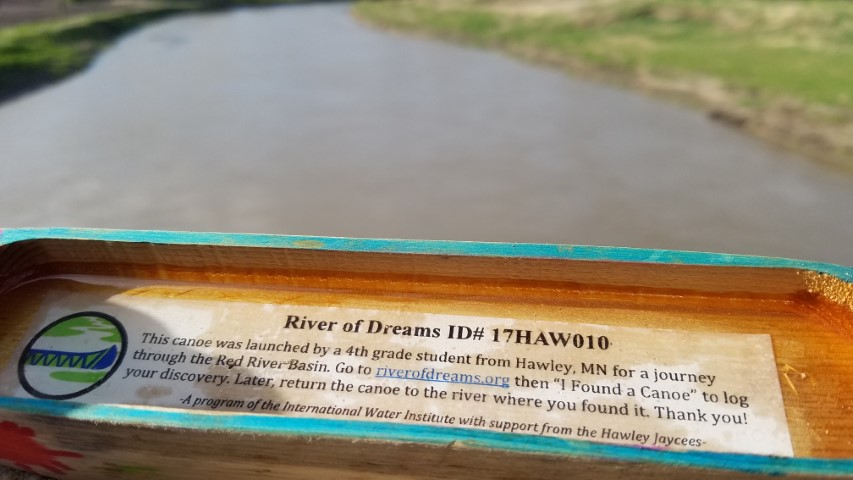 River of Dreams ID# 17HAW010
This canoe was launched by a 4th grade student from Hawley, MN for a journey
through the Red River Basin. Go to riverofdreams.org then "I Found a Canoe" to log
your discovery. Later, return the canoe to the river where you found it. Thank you!
-A program of the International Water Institute with support from the Hawley Jaycees-